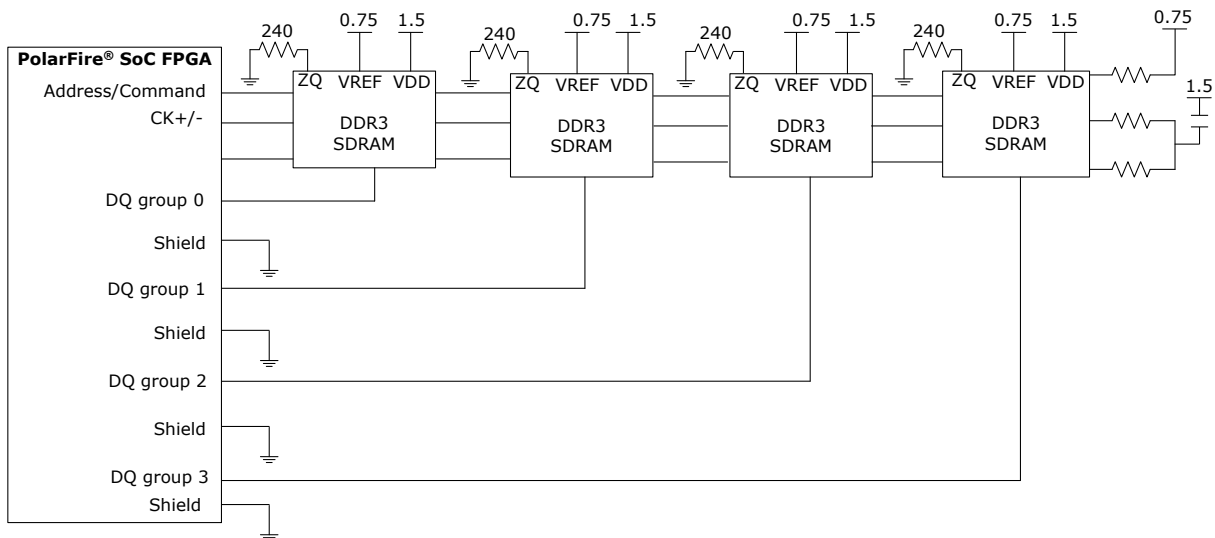 240
0.75
1.5
240
0.75
1.5
240
0.75
1.5
240
0.75
1.5
0.75
PolarFire® SoC FPGA
Address/Command
CK+/-
ZQ VREF VDD
DDR3
SDRAM
ZQ VREF VDD
DDR3
SDRAM
ZQ VREF VDD
DDR3
SDRAM
ZQ VREF VDD
DDR3
SDRAM
1.5
DQ group 0
Shield
DQ group 1
Shield
DQ group 2
Shield
DQ group 3
Shield